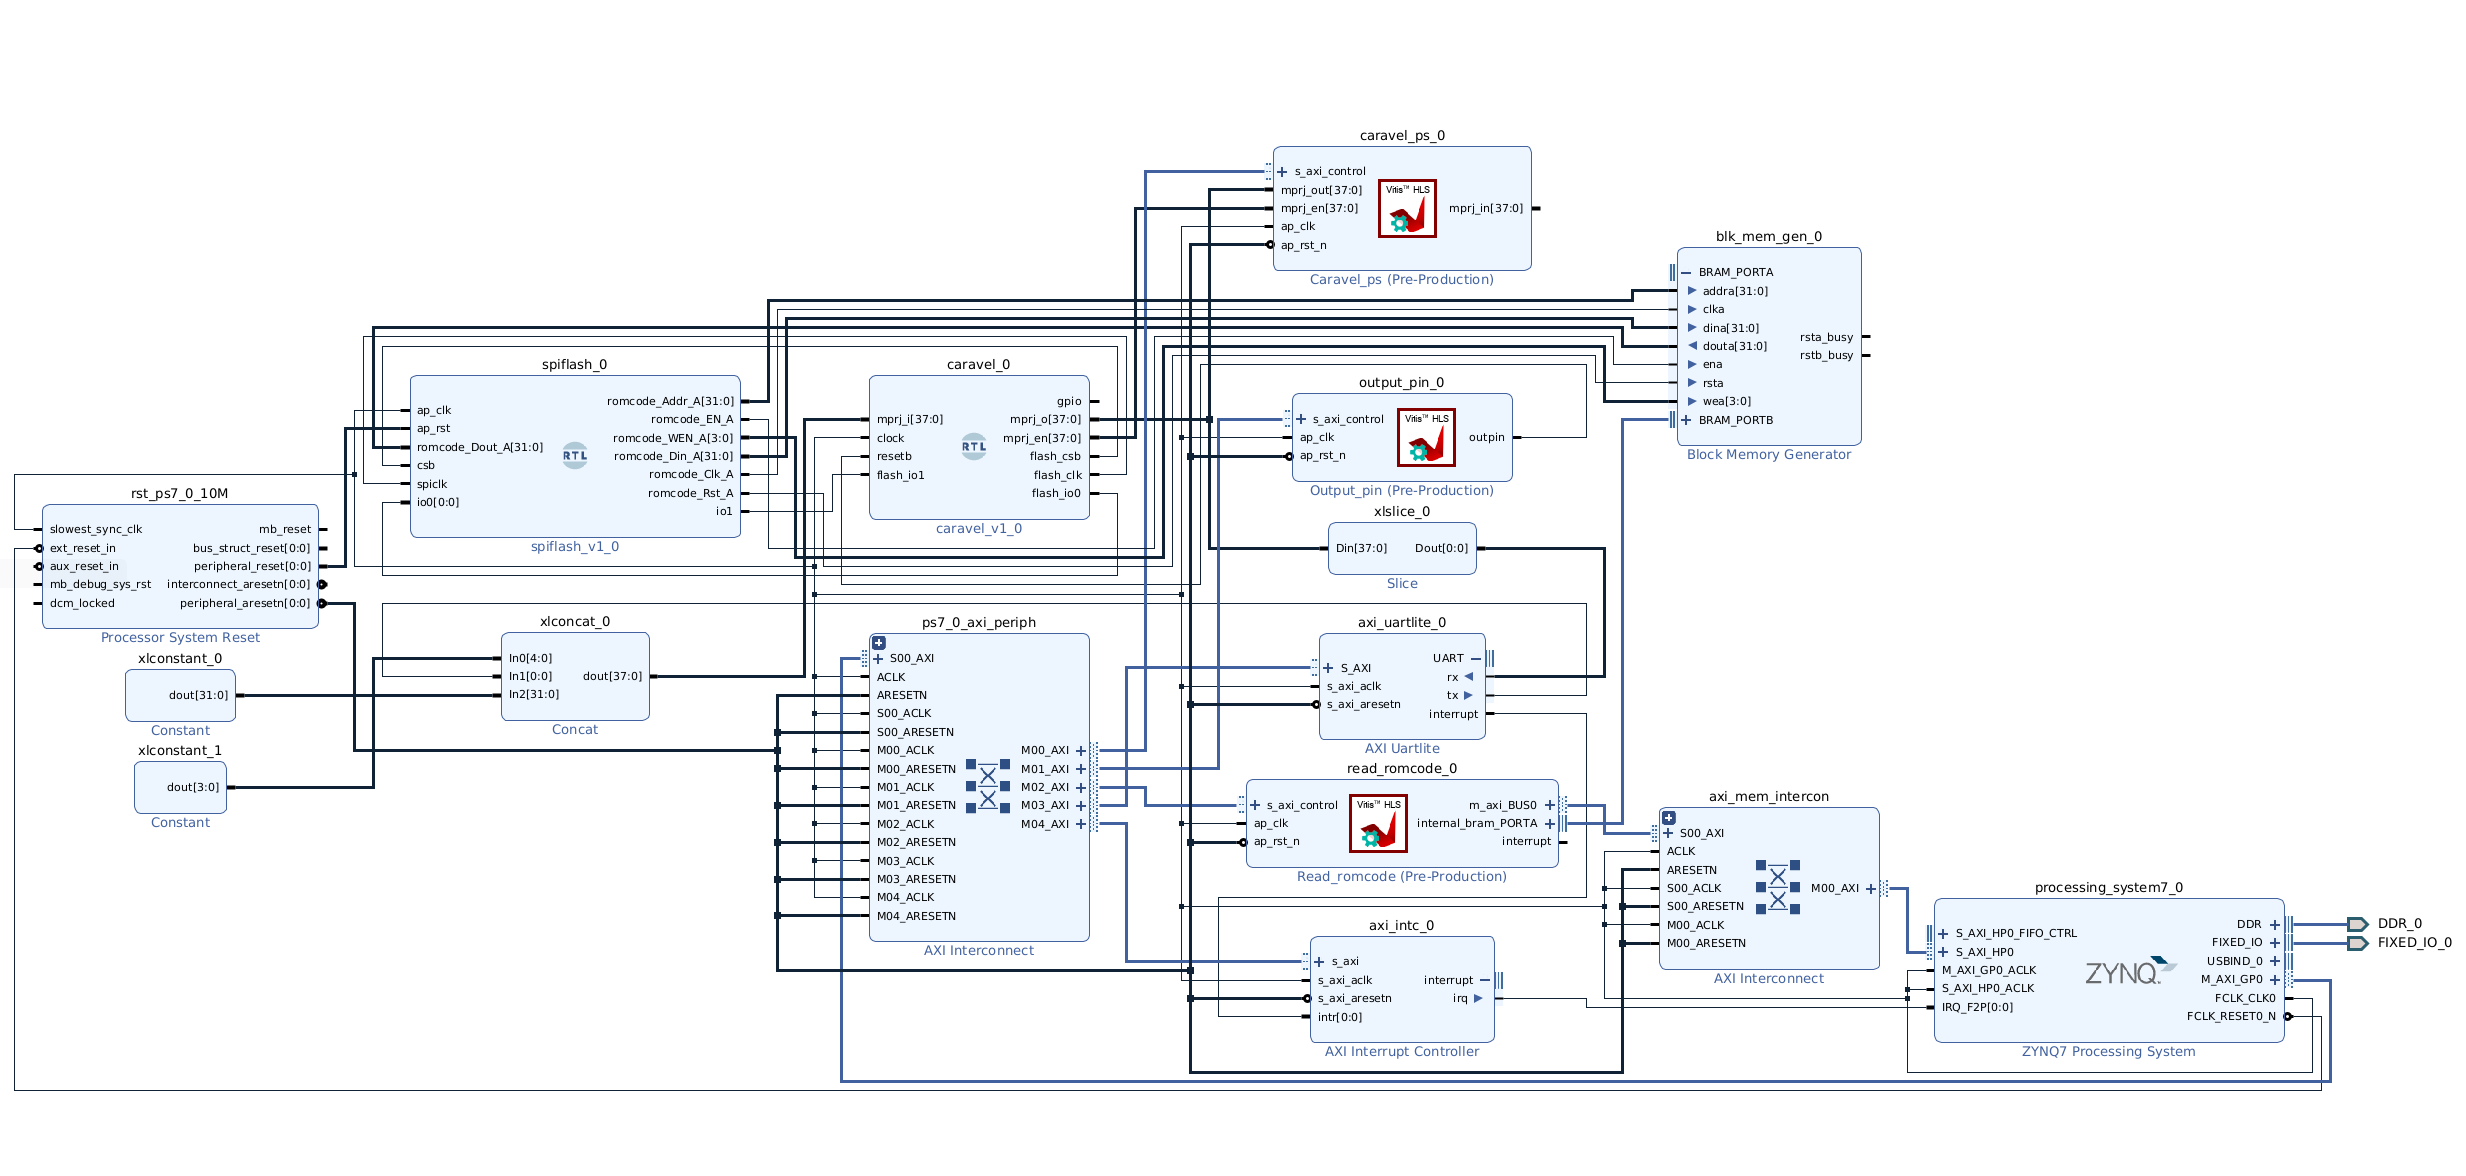 caravel_ps_0
s_axi_control
mprj_out[37:0]
mprj_en[37:0]
ap_clk
ap_rst_n
Vitis™ HLS
mprj_in[37:0]
Caravel_ps (Pre-Production)
blk_mem_gen_0
BRAM_PORTA
addra[31:0]
clka
dina[31:0]
douta[31:0]
ena
rsta
wea[3:0]
BRAM_PORTB
rsta_busy
rstb_busy
Block Memory Generator
spiflash_0
ap_clk
ap_rst
romcode_Dout_A[31:0]
csb
spiclk
io0[0:0]
RTL
romcode_Addr_A[31:0]
romcode_EN_A
romcode_WEN_A[3:0]
romcode_Din_A[31:0]
romcode_Clk_A
romcode_Rst_A
io1
spiflash_v1_0
caravel_0
mprj_i[37:0]
clock
resetb
flash_io1
RTL
gpio
mprj_o[37:0]
mprj_en[37:0]
flash_csb
flash_clk
flash_io0
caravel_v1_0
output_pin_0
s_axi_control
ap_clk
ap_rst_n
Vitis™ HLS
outpin
Output_pin (Pre-Production)
xlslice_0
Din[37:0]
Dout[0:0]
Slice
rst_ps7_0_10M
slowest_sync_clk
ext_reset_in
aux_reset_in
mb_debug_sys_rst
dcm_locked
mb_reset
bus_struct_reset[0:0]
peripheral_reset[0:0]
interconnect_aresetn[0:0]
peripheral_aresetn[0:0]
Processor System Reset
xlconstant_0
dout[31:0]
Constant
xlconstant_1
dout[3:0]
Constant
xlconcat_0
In0[4:0]
In1[0:0]
In2[31:0]
dout[37:0]
Concat
ps7_0_axi_periph
S00_AXI
ACLK
ARESETN
S00_ACLK
S00_ARESETN
M00_ACLK
M00_ARESETN
M01_ACLK
M01_ARESETN
M02_ACLK
M02_ARESETN
M03_ACLK
M03_ARESETN
M04_ACLK
M04_ARESETN
M00_AXI
M01_AXI
M02_AXI
M03_AXI
M04_AXI
AXI Interconnect
axi_uartlite_0
S_AXI
s_axi_aclk
s_axi_aresetn
UART
rx
tx
interrupt
AXI Uartlite
read_romcode_0
s_axi_control
ap_clk
ap_rst_n
Vitis™ HLS
m_axi_BUS0
internal_bram_PORTA
interrupt
Read_romcode (Pre-Production)
axi_intc_0
s_axi
s_axi_aclk
s_axi_aresetn
intr[0:0]
interrupt
irq
AXI Interrupt Controller
axi_mem_intercon
S00_AXI
ACLK
ARESETN
S00_ACLK
S00_ARESETN
M00_ACLK
M00_ARESETN
M00_AXI
AXI Interconnect
processing_system7_0
S_AXI_HP0_FIFO_CTRL
S_AXI_HP0
M_AXI_GP0_ACLK
S_AXI_HP0_ACLK
IRQ_F2P[0:0]
ZYNQ
DDR
FIXED_IO
USBIND_0
M_AXI_GP0
FCLK_CLK0
FCLK_RESET0_N
ZYNQ7 Processing System
DDR_0
FIXED_IO_0